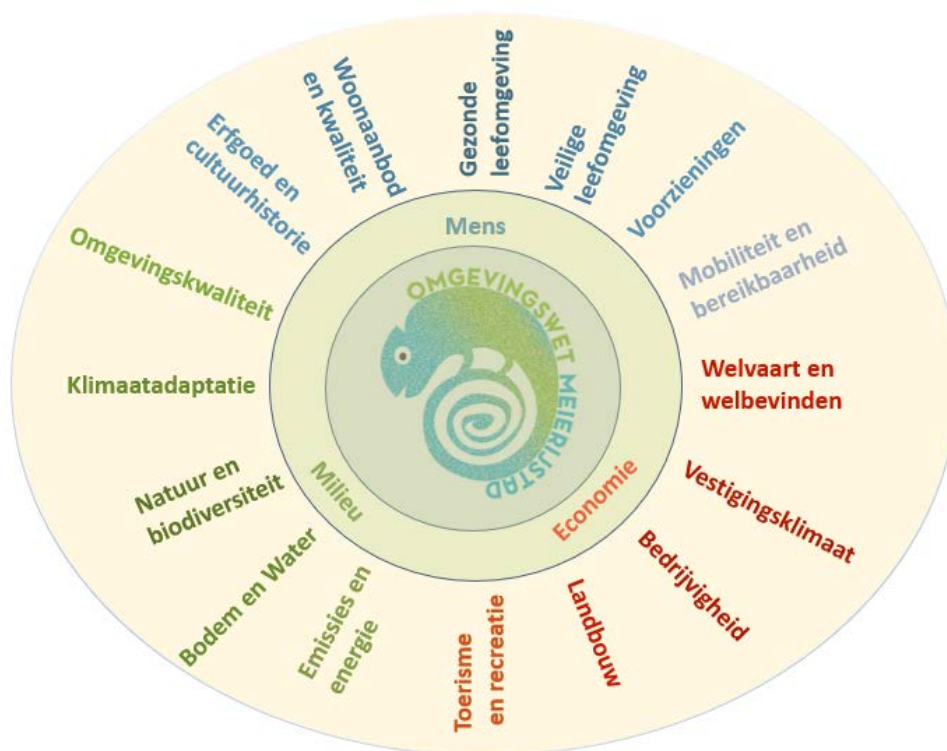 Gezonde
leefomgeving
Veilige
leefomgeving
Voorzieningen
Mobiliteit en
bereikbaarheid
Welvaart en
welbevinden
Vestigingsklimaat
Bedrijvigheid
Landbouw
Toerisme
en recreatie
Emissies en
energie
Bodem en Water
Natuur en
biodiversiteit
Klimaatadaptatie
Omgevingskwaliteit
Erfgoed en
cultuurhistorie
Woonaanbod
en kwaliteit
Mens
Economie
Milieu
OMGEVINGSWET MEIERIJSTAD